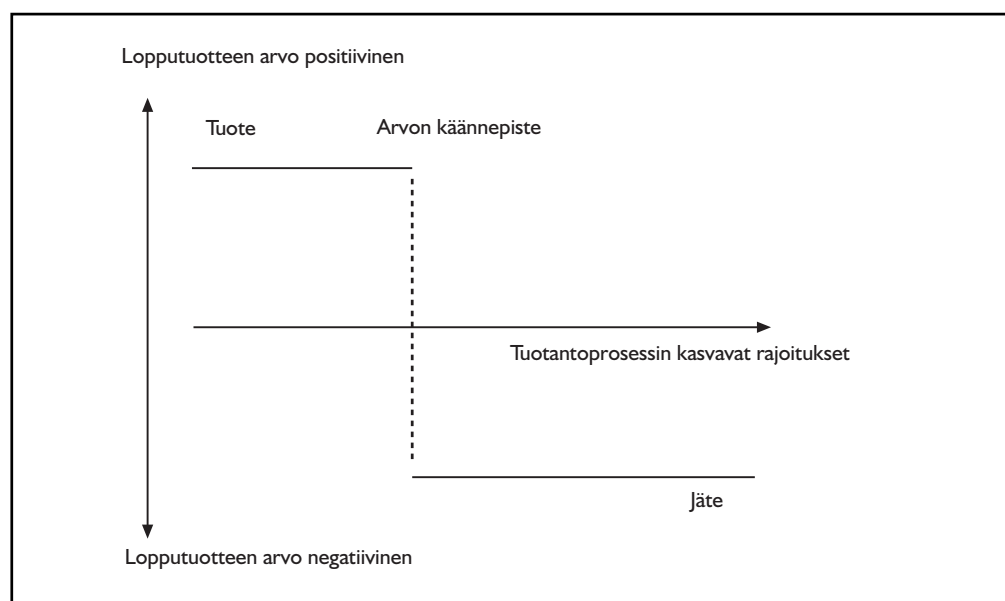 Lopputuotteen arvo positiivinen
Tuote
Arvon käännepiste
Tuotantoprosessin kasvavat rajoitukset
Jäte
Lopputuotteen arvo negatiivinen